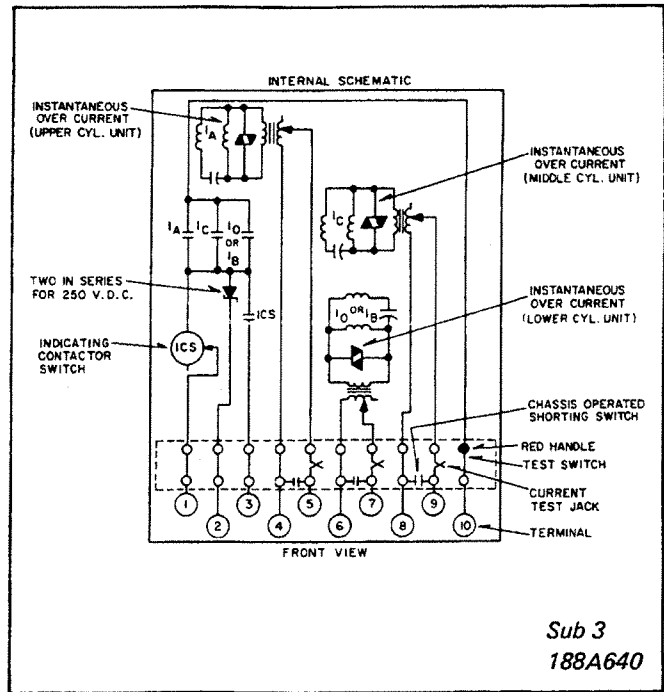 INTERNAL SCHEMATIC
INSTANTANEOUS
OVER CURRENT
(UPPER CYL. UNIT)
IA
INSTANTANEOUS
OVER CURRENT
(MIDDLE CYL. UNIT)
IC
IA
IC
IO
OR
IB
TWO IN SERIES
FOR 250 V.D.C.
ICS
INDICATING
CONTACTOR
SWITCH
ICS
IO OR IB
INSTANTANEOUS
OVER CURRENT
(LOWER CYL. UNIT)
CHASSIS OPERATED
SHORTING SWITCH
RED HANDLE
TEST SWITCH
CURRENT
TEST JACK
TERMINAL
1 2 3 4 5 6 7 8 9 10
FRONT VIEW
Sub 3
188A640